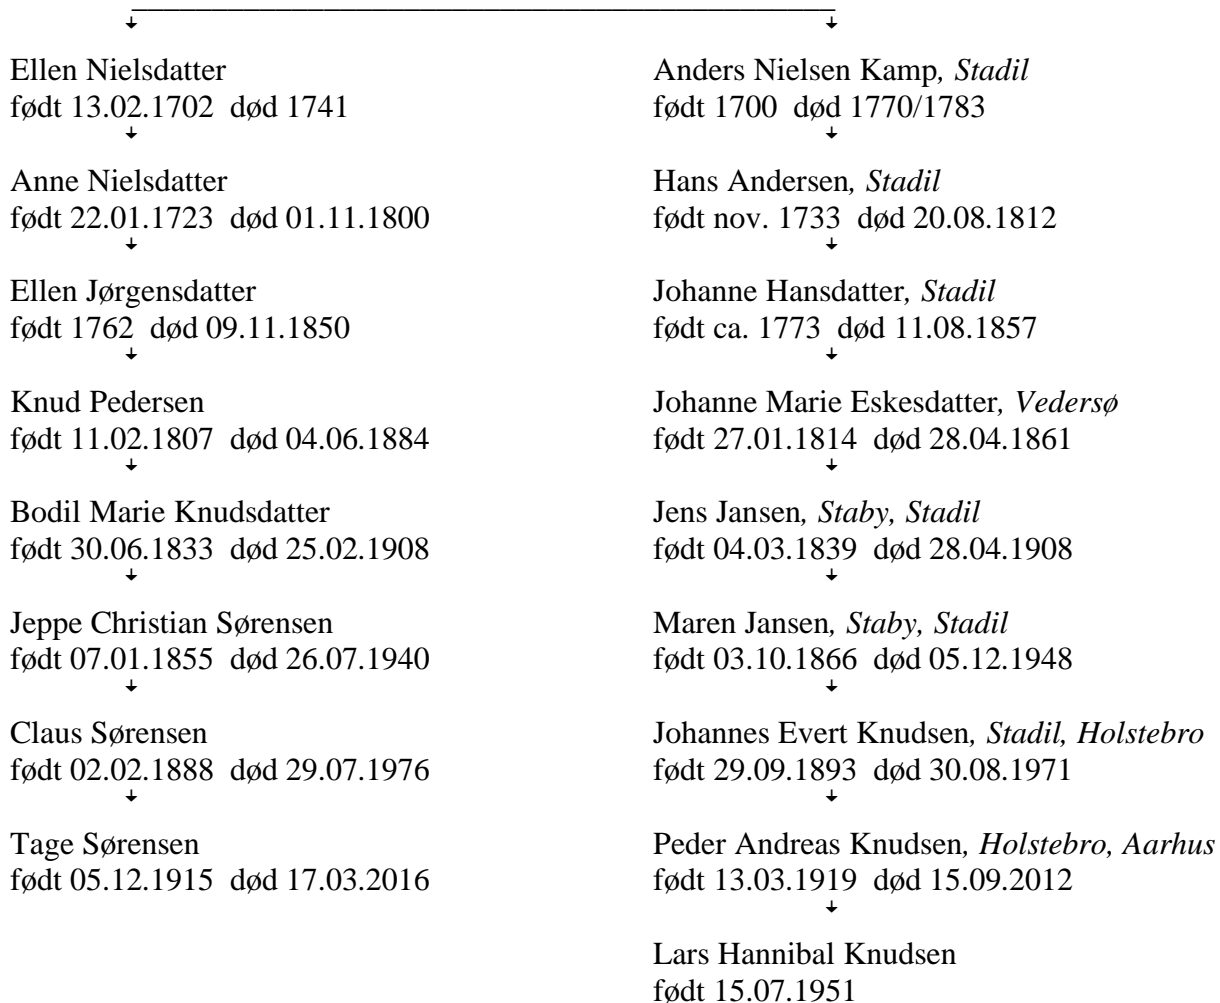 Ellen Nielsdatter
født 13.02.1702 død 1741
Anne Nielsdatter
født 22.01.1723 død 01.11.1800
Ellen Jørgensdatter
født 1762 død 09.11.1850
Knud Pedersen
født 11.02.1807 død 04.06.1884
Bodil Marie Knudsdatter
født 30.06.1833 død 25.02.1908
Jeppe Christian Sørensen
født 07.01.1855 død 26.07.1940
Claus Sørensen
født 02.02.1888 død 29.07.1976
Tage Sørensen
født 05.12.1915 død 17.03.2016
Anders Nielsen Kamp, Stadil
født 1700 død 1770/1783
Hans Andersen, Stadil
født nov. 1733 død 20.08.1812
Johanne Hansdatter, Stadil
født ca. 1773 død 11.08.1857
Johanne Marie Eskesdatter, Vedersø
født 27.01.1814 død 28.04.1861
Jens Jansen, Staby, Stadil
født 04.03.1839 død 28.04.1908
Maren Jansen, Staby, Stadil
født 03.10.1866 død 05.12.1948
Johannes Evert Knudsen, Stadil, Holstebro
født 29.09.1893 død 30.08.1971
Peder Andreas Knudsen, Holstebro, Aarhus
født 13.03.1919 død 15.09.2012
Lars Hannibal Knudsen
født 15.07.1951